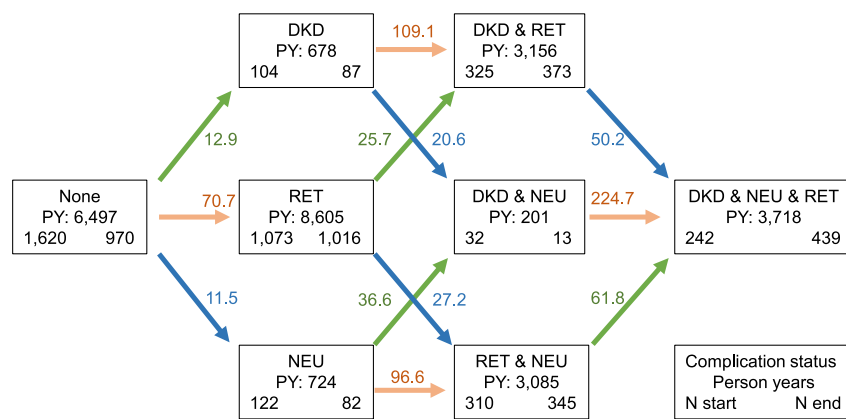 DKD
PY: 678
104 87
109.1
DKD & RET
PY: 3,156
325 373
12.9
25.7
20.6
50.2
None
PY: 6,497
1,620 970
70.7
RET
PY: 8,605
1,073 1,016
DKD & NEU
PY: 201
32 13
224.7
DKD & NEU & RET
PY: 3,718
242 439
11.5
36.6
27.2
61.8
NEU
PY: 724
122 82
96.6
RET & NEU
PY: 3,085
310 345
Complication status
Person years
N start N end